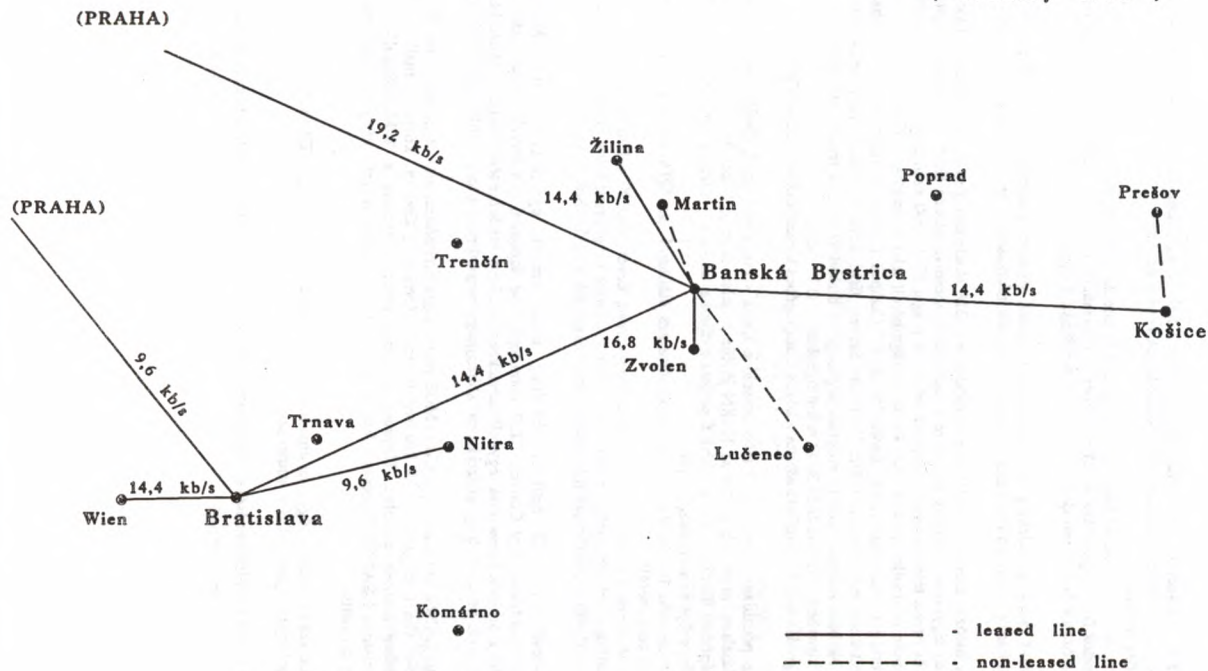 (PRAHA)
19,2 kb/s
Žilina
14,4 kb/s
Martin
Poprad
Prešov
(PRAHA)
Trenčín
Banská Bystrica
14,4 kb/s
Košice
9,6 kb/s
14,4 kb/s
16,8 kb/s
Zvolen
Trnava
Nitra
Lučenec
9,6 kb/s
14,4 kb/s
Wien
Bratislava
Komárno
- leased line
- non-leased line